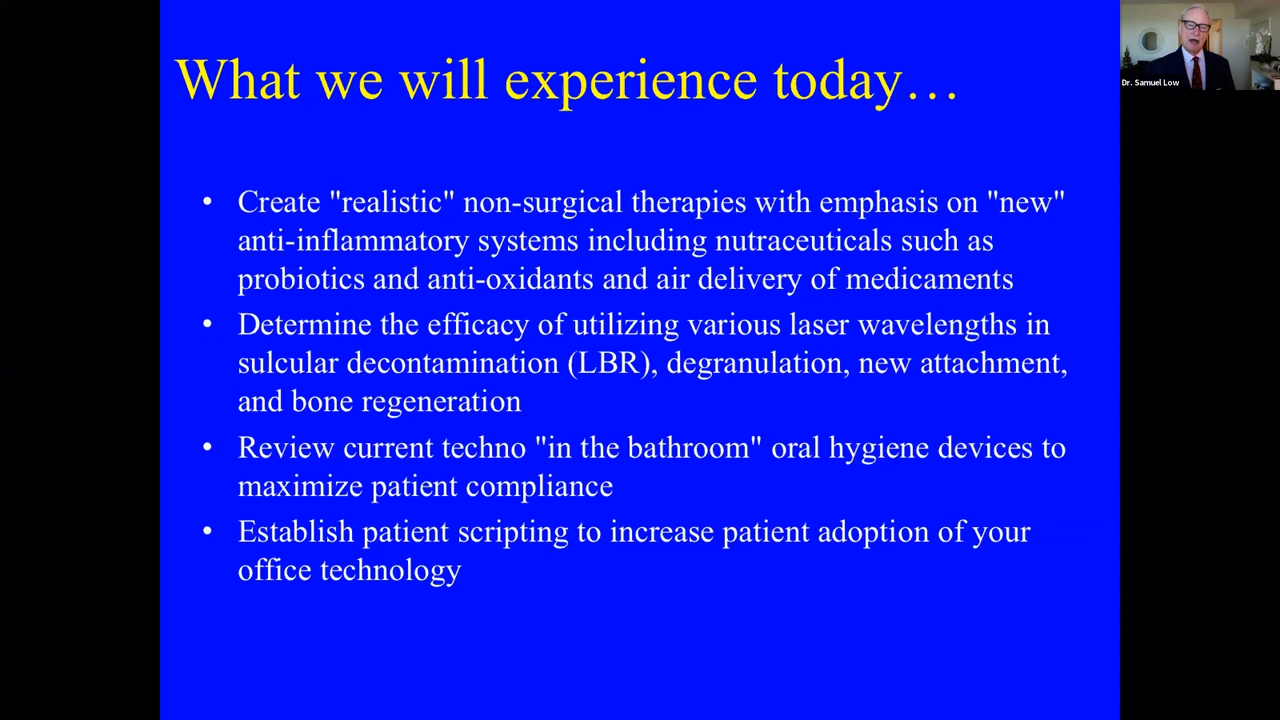 What we will experience today…
• Create "realistic" non-surgical therapies with emphasis on "new"
anti-inflammatory systems including nutraceuticals such as
probiotics and anti-oxidants and air delivery of medicaments
• Determine the efficacy of utilizing various laser wavelengths in
sulcular decontamination (LBR), degranulation, new attachment,
and bone regeneration
• Review current techno "in the bathroom" oral hygiene devices to
maximize patient compliance
• Establish patient scripting to increase patient adoption of your
office technology
Dr. Samuel Low